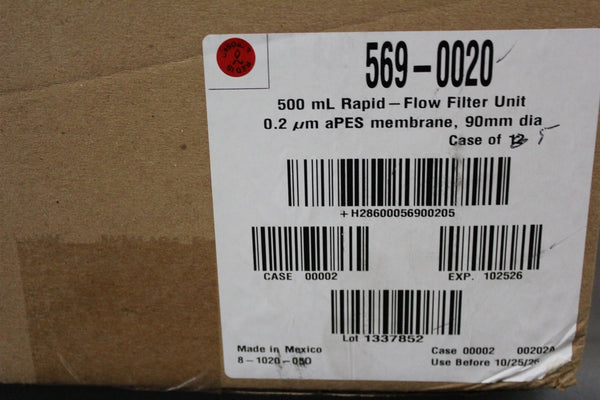 569-0020
500 mL Rapid-Flow Filter Unit
0.2 µm aPES membrane, 90mm dia
Case of 12 5
+H28600056900205
CASE 00002
EXP. 102526
Lot 1337852
Made in Mexico
8-1020-050
Case 00002 00202A
Use Before 10/25/26